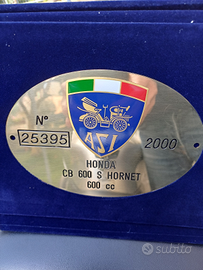 N°
25395
2000
ASI
HONDA
CB 600 S HORNET
600 cc
subito